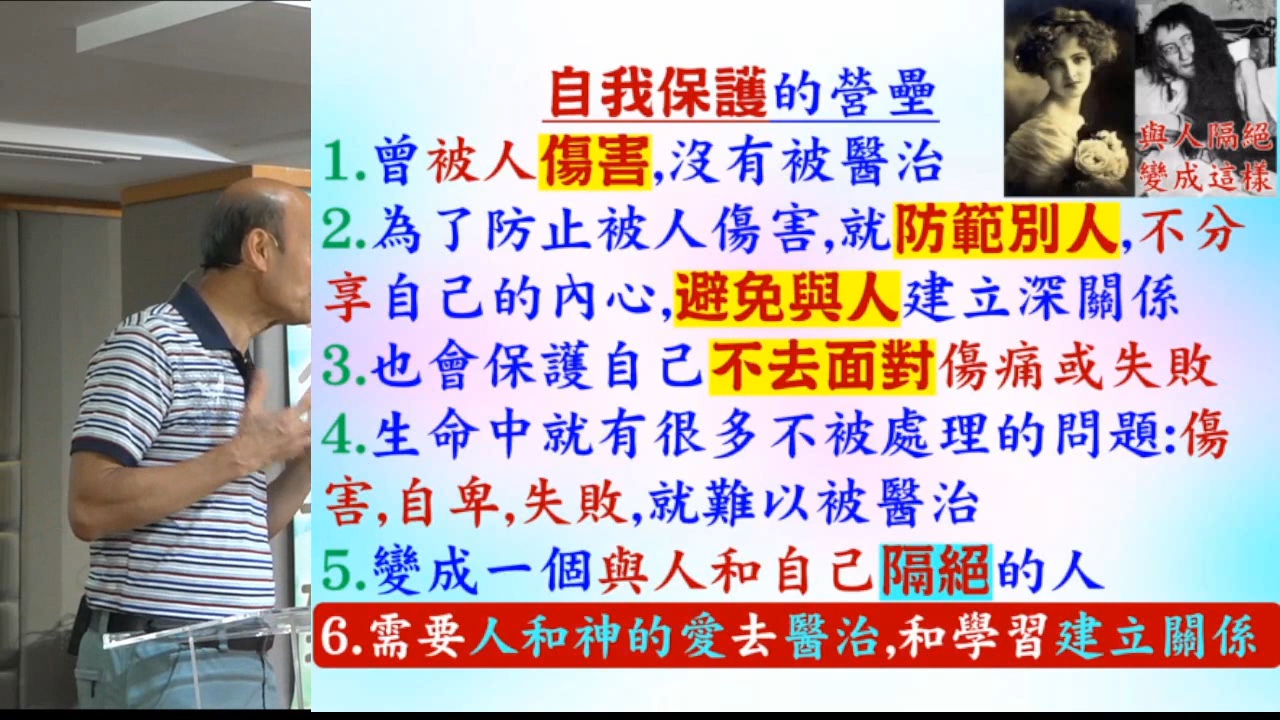 自我保護的營壘
1.曾被人傷害,沒有被醫治
2.為了防止被人傷害,就防範別人,不分
享自己的內心,避免與人建立深關係
3.也會保護自己不去面對傷痛或失敗
4.生命中就有很多不被處理的問題:傷
害,自卑,失敗,就難以被醫治
5.變成一個與人和自己隔絕的人
6.需要人和神的愛去醫治,和學習建立關係
與人隔絕
變成這樣